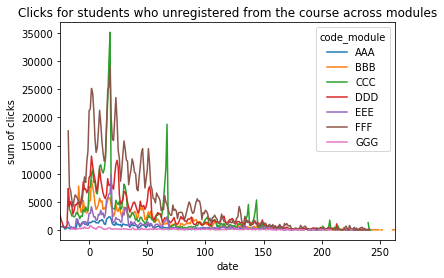 Clicks for students who unregistered from the course across modules
code_module
AAA
BBB
CCC
DDD
EEE
FFF
GGG
35000
30000
25000
20000
15000
10000
5000
0
sum of clicks
0 50 100 150 200 250
date